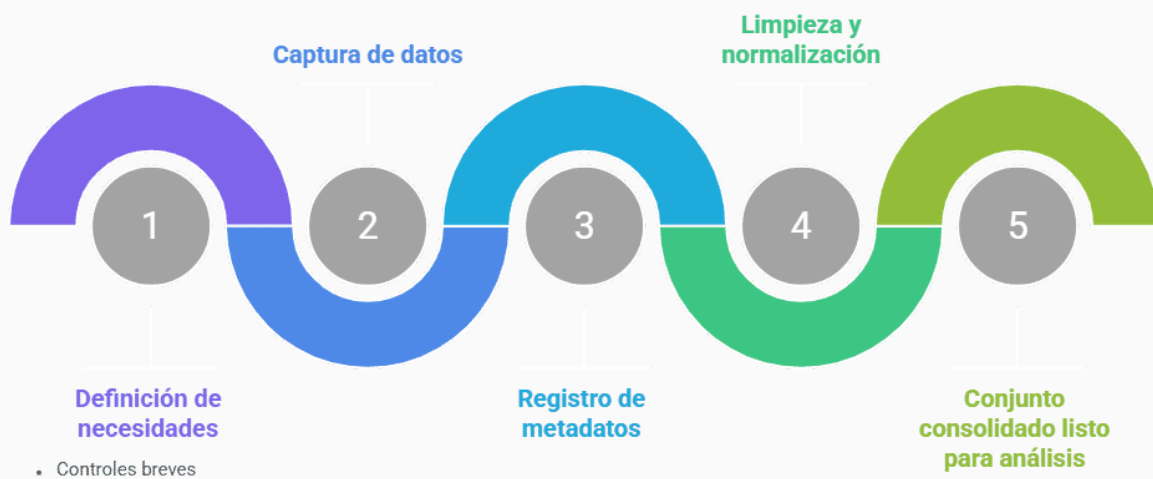 Captura de datos
Limpieza y
normalización
1
2
3
4
5
Definición de
necesidades
• Controles breves
Registro de
metadatos
Conjunto
consolidado listo
para análisis